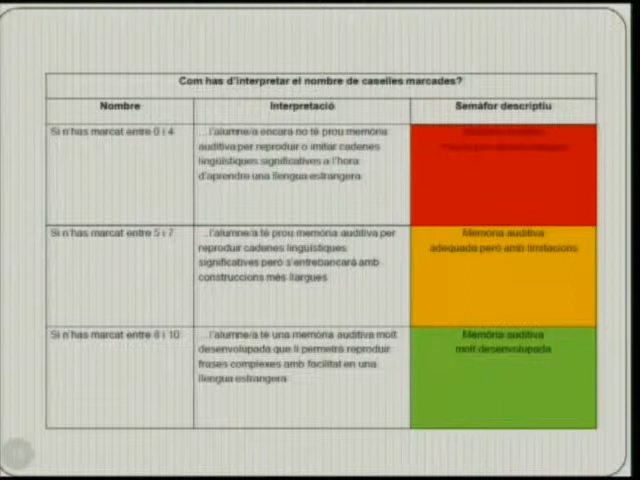 Com has d'interpretar el nombre de caselles marcades?
Nombre
Interpretació
Semàfor descriptiu
Si n'has marcat entre 0 i 4
...l'alumne/a encara no té prou memòria
auditiva per reproduir o imitar cadenes
lingüístiques significatives a l'hora
d'aprendre una llengua estrangera
Si n'has marcat entre 5 i 7
...l'alumne/a té prou memòria auditiva per
reproduir cadenes lingüístiques
significatives però s'entrebancarà amb
construccions més llargues
Memòria auditiva
adequada però amb limitacions
Si n'has marcat entre 8 i 10
...l'alumne/a té una memòria auditiva molt
desenvolupada que li permetrà reproduir
frases complexes amb facilitat en una
llengua estrangera
Memòria auditiva
molt desenvolupada